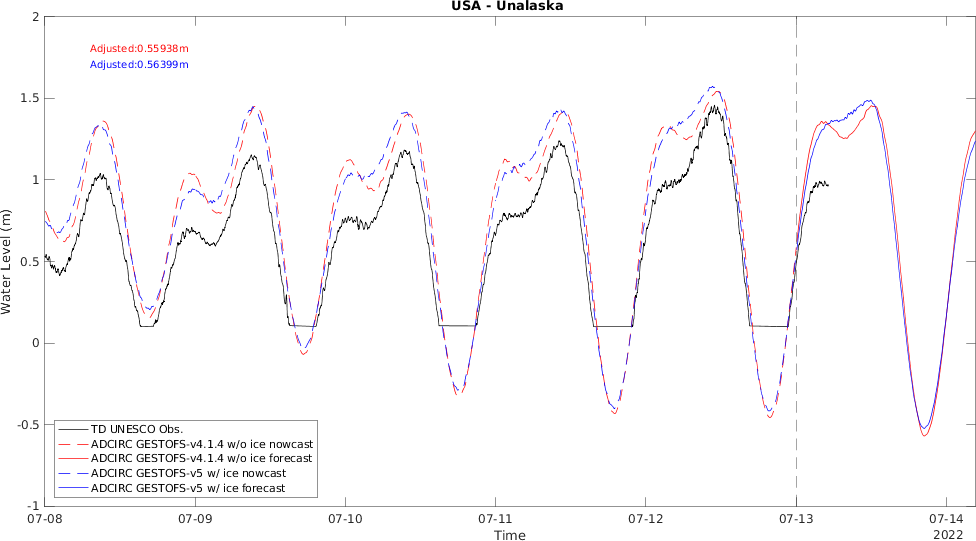 USA - Unalaska
Adjusted:0.55938m
Adjusted:0.56399m
2
1.5
1
0.5
0
-0.5
-1
Water Level (m)
TD UNESCO Obs.
ADCIRC GESTOFS-v4.1.4 w/o ice nowcast
ADCIRC GESTOFS-v4.1.4 w/o ice forecast
ADCIRC GESTOFS-v5 w/ ice nowcast
ADCIRC GESTOFS-v5 w/ ice forecast
07-08 07-09 07-10 07-11 07-12 07-13 07-14
Time
2022